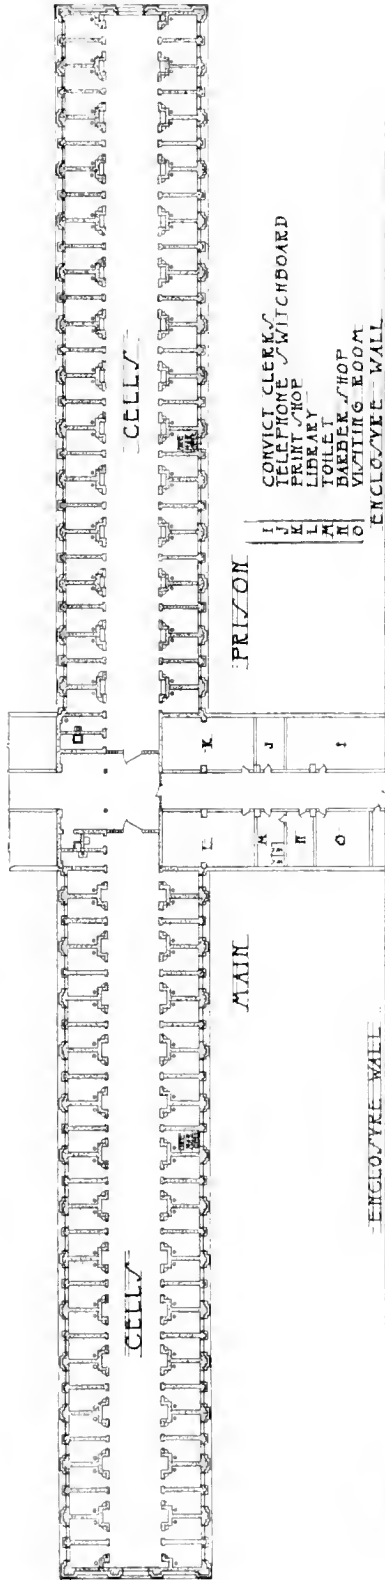 CELLS
I CONVICT CLERKS
J TELEPHONE SWITCHBOARD
K PRINT SHOP
L LIBRARY
M TOILET
N BARBER SHOP
O VISITING ROOM
ENCLOSURE WALL
PRISON
K
J
I
L
M
N
O
MAIN
CELLS
ENCLOSURE WALL